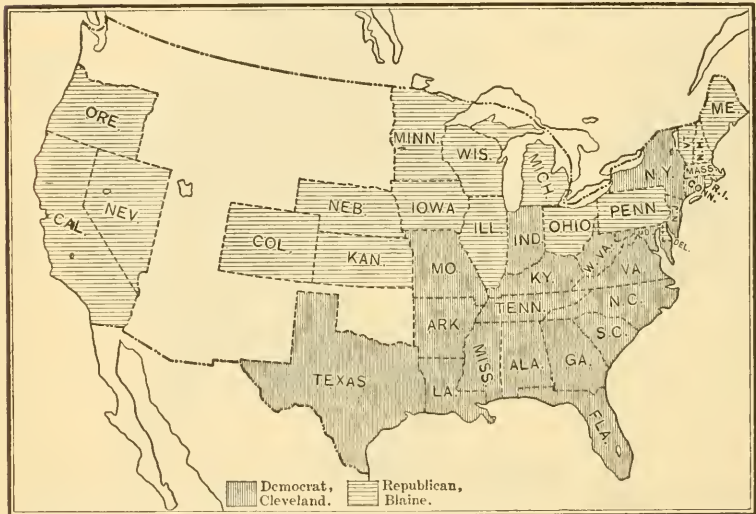 ME.
ORE.
MINN.
V
N.H.
WIS.
MICH.
N.Y.
MASS.
R.I.
CONN.
NEV.
NEB.
IOWA
PENN.
CAL.
ILL.
IND.
OHIO
N.J.
COL.
KAN.
MO.
W.VA.
MD.
DEL.
KY.
VA.
TENN.
N.C.
ARK.
S.C.
TEXAS
LA.
MISS.
ALA.
GA.
FLA.
Democrat,
Cleveland.
Republican,
Blaine.